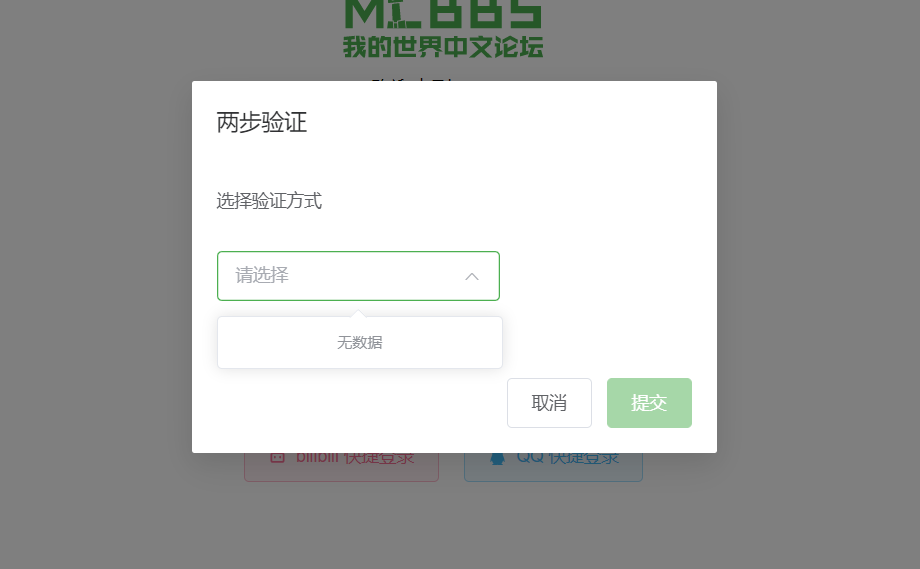 MCBBS
我的世界中文论坛
两步验证
选择验证方式
请选择
无数据
取消
提交
bilibili 快捷登录
QQ 快捷登录